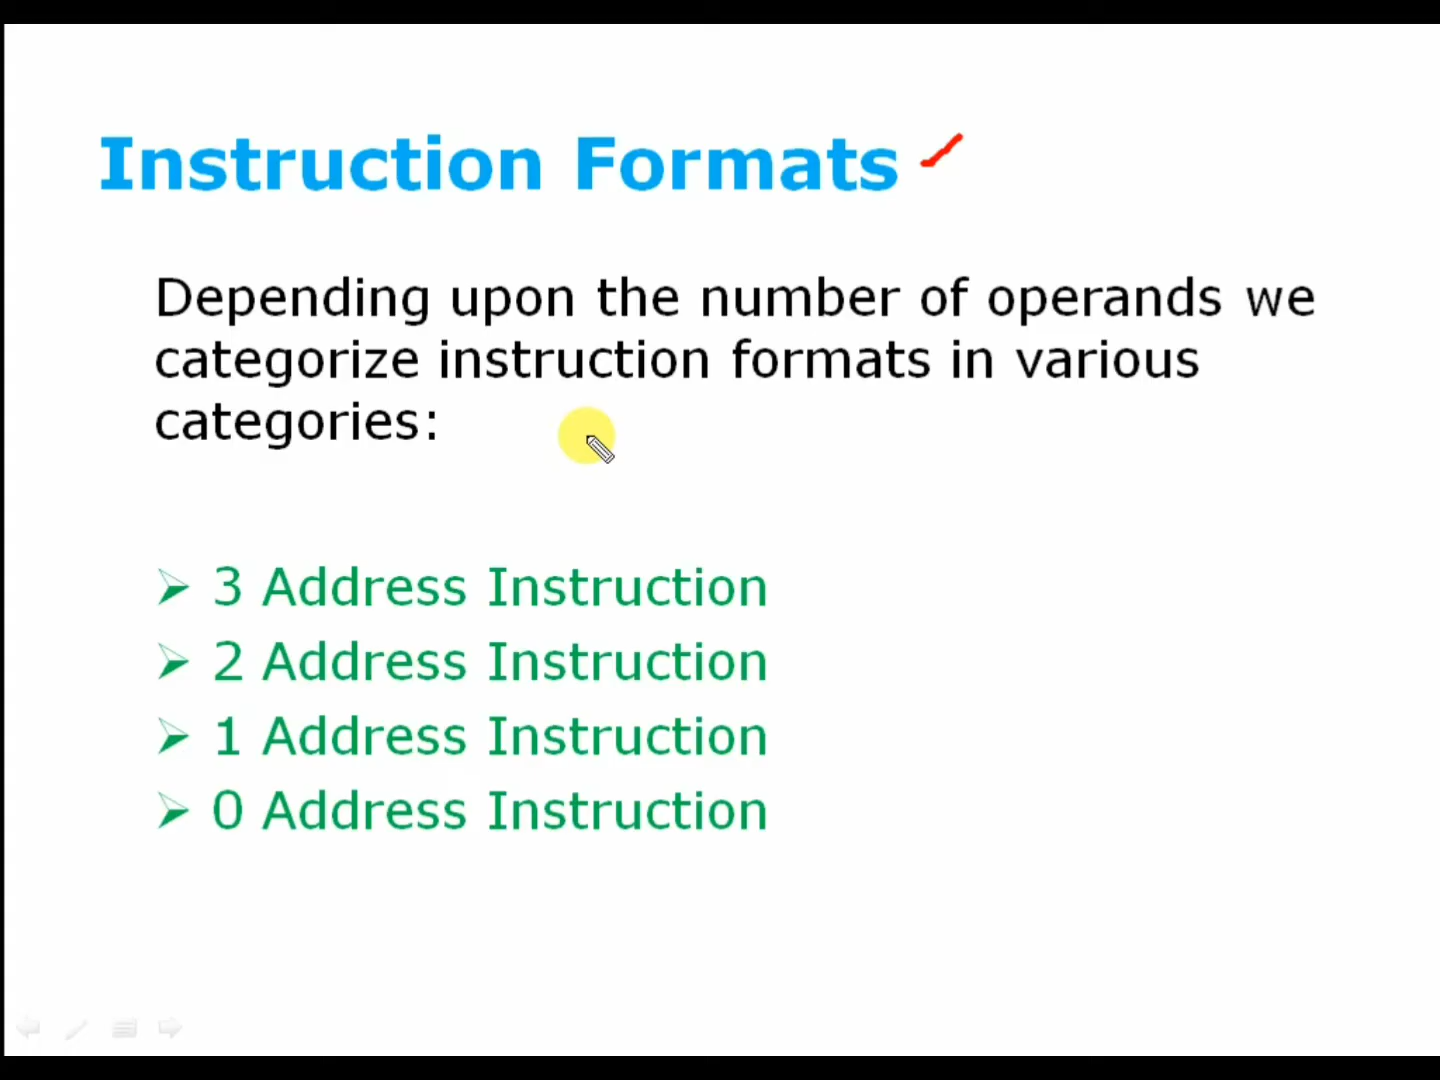 Instruction Formats
Depending upon the number of operands we
categorize instruction formats in various
categories:
3 Address Instruction
2 Address Instruction
1 Address Instruction
0 Address Instruction